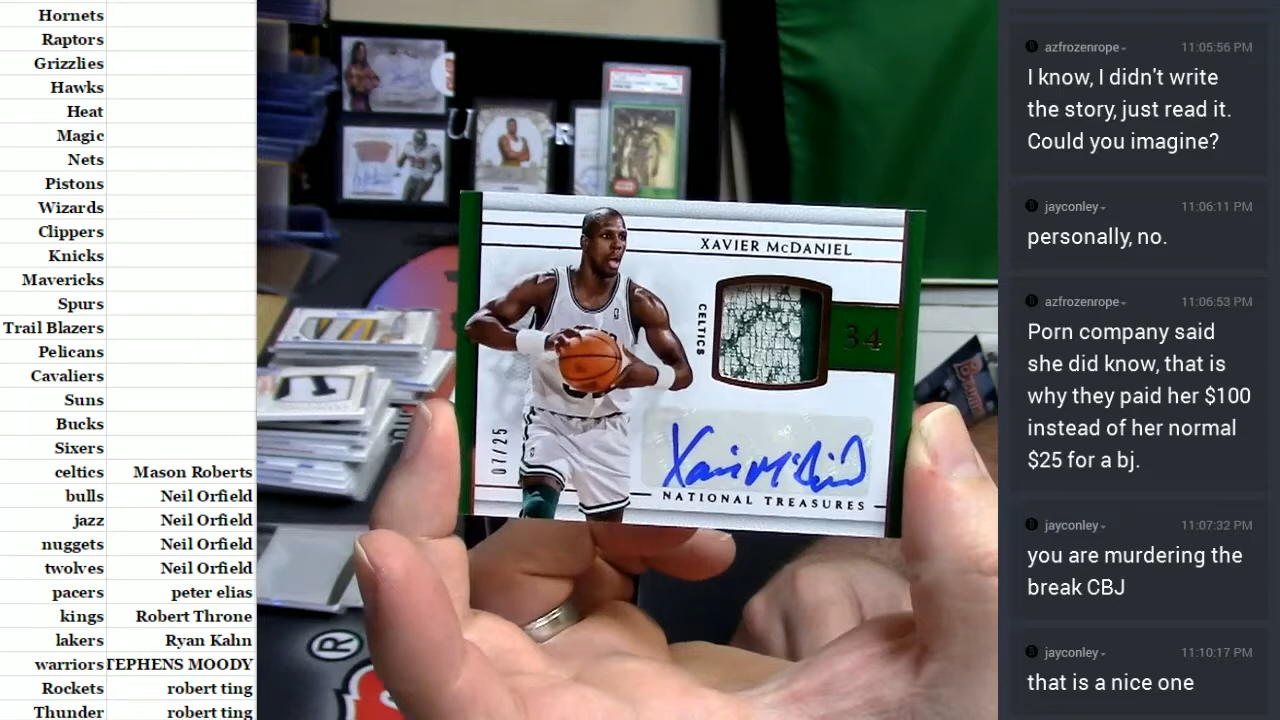 Hornets
Raptors
Grizzlies
Hawks
Heat
Magic
Nets
Pistons
Wizards
Clippers
Knicks
Mavericks
Spurs
Trail Blazers
Pelicans
Cavaliers
Suns
Bucks
Sixers
celtics Mason Roberts
bulls Neil Orfield
jazz Neil Orfield
nuggets Neil Orfield
twolves Neil Orfield
pacers peter elias
kings Robert Throne
lakers Ryan Kahn
warriors TEPHENS MOODY
Rockets robert ting
Thunder robert ting
XAVIER McDANIEL
CELTICS
34
07/25
Xavier McDaniel
NATIONAL TREASURES
®
azfrozenrope 11:05:56 PM
I know, I didn't write
the story, just read it.
Could you imagine?
jayconley 11:06:11 PM
personally, no.
azfrozenrope 11:06:53 PM
Porn company said
she did know, that is
why they paid her $100
instead of her normal
$25 for a bj.
jayconley 11:07:32 PM
you are murdering the
break CBJ
jayconley 11:10:17 PM
that is a nice one